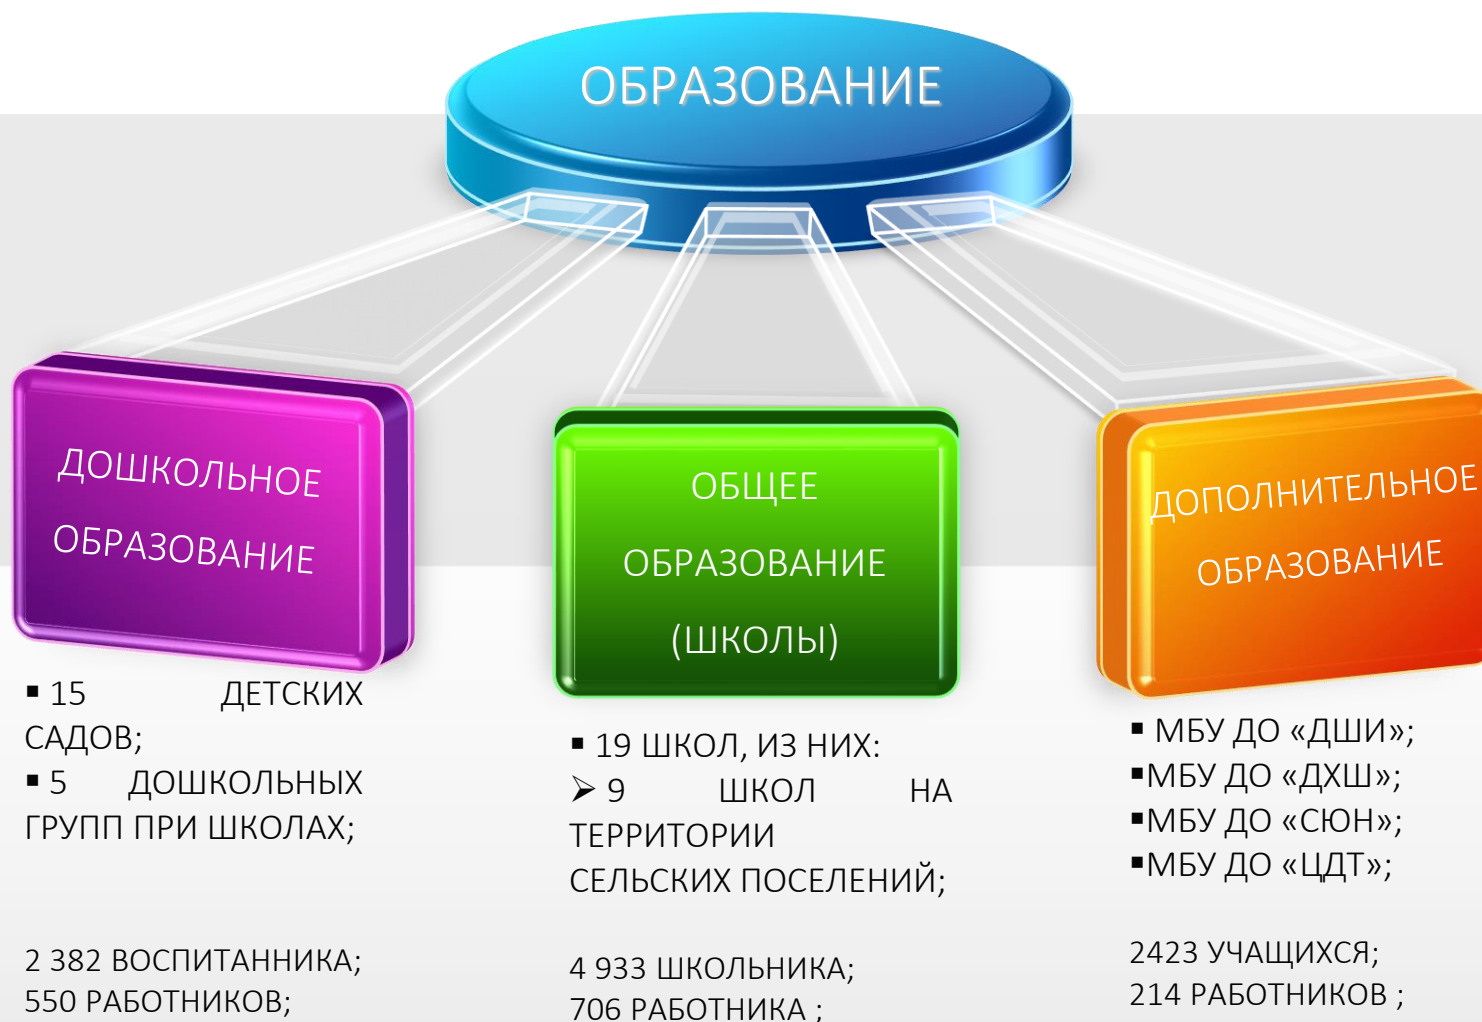 ОБРАЗОВАНИЕ
ДОШКОЛЬНОЕ
ОБРАЗОВАНИЕ
▪ 15 ДЕТСКИХ
САДОВ;
▪ 5 ДОШКОЛЬНЫХ
ГРУПП ПРИ ШКОЛАХ;
2 382 ВОСПИТАННИКА;
550 РАБОТНИКОВ;
ОБЩЕЕ
ОБРАЗОВАНИЕ
(ШКОЛЫ)
▪ 19 ШКОЛ, ИЗ НИХ:
➢ 9 ШКОЛ НА
ТЕРРИТОРИИ
СЕЛЬСКИХ ПОСЕЛЕНИЙ;
4 933 ШКОЛЬНИКА;
706 РАБОТНИКА ;
ДОПОЛНИТЕЛЬНОЕ
ОБРАЗОВАНИЕ
▪ МБУ ДО «ДШИ»;
▪МБУ ДО «ДХШ»;
▪МБУ ДО «СЮН»;
▪МБУ ДО «ЦДТ»;
2423 УЧАЩИХСЯ;
214 РАБОТНИКОВ ;